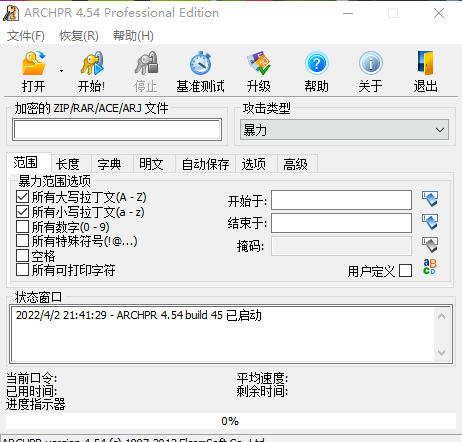 ARCHPR 4.54 Professional Edition
文件(F) 恢复(R) 帮助(H)
打开 开始! 停止 基准测试 升级 帮助 关于 退出
加密的 ZIP/RAR/ACE/ARJ 文件
攻击类型
暴力
范围 长度 字典 明文 自动保存 选项 高级
暴力范围选项
所有大写拉丁文(A - Z)
所有小写拉丁文(a - z)
所有数字(0 - 9)
所有特殊符号(!@...)
空格
所有可打印字符
开始于:
结束于:
掩码:
用户定义
状态窗口
2022/4/2 21:41:29 - ARCHPR 4.54 build 45 已启动
当前口令: 平均速度:
已用时间: 剩余时间:
进度指示器
0%
ARCHPR version 4.54 (c) 1997-2012 ElcomSoft Co. Ltd.